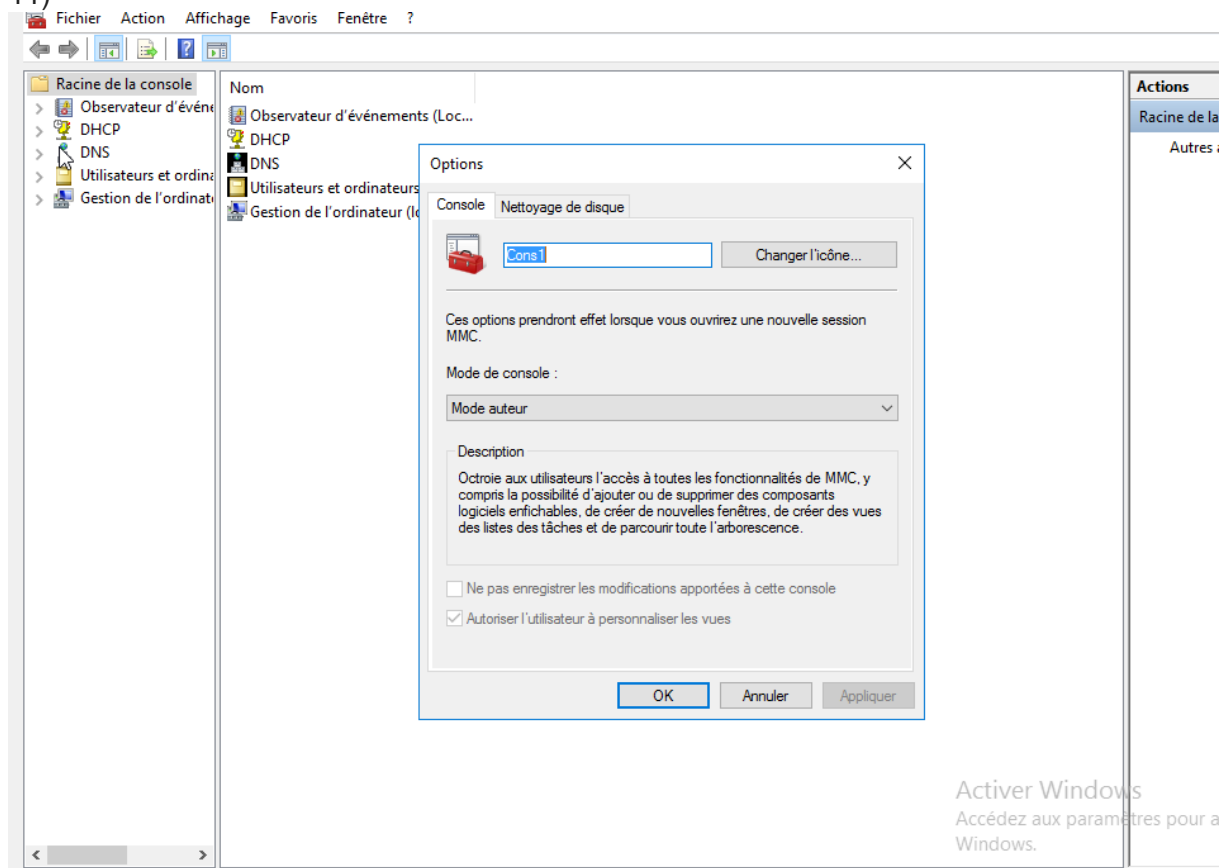 Fichier Action Affichage Favoris Fenêtre ?
Racine de la console
Observateur d'événe
DHCP
DNS
Utilisateurs et ordina
Gestion de l'ordinate
Nom
Observateur d'événements (Loc...
DHCP
DNS
Utilisateurs et ordinateurs
Gestion de l'ordinateur (lo
Actions
Racine de la
Autres a
Options
Console Nettoyage de disque
Cons1
Changer l'icône...
Ces options prendront effet lorsque vous ouvrirez une nouvelle session
MMC.
Mode de console :
Mode auteur
Description
Octroie aux utilisateurs l'accès à toutes les fonctionnalités de MMC, y
compris la possibilité d'ajouter ou de supprimer des composants
logiciels enfichables, de créer de nouvelles fenêtres, de créer des vues
des listes des tâches et de parcourir toute l'arborescence.
Ne pas enregistrer les modifications apportées à cette console
Autoriser l'utilisateur à personnaliser les vues
OK Annuler Appliquer
Activer Windows
Accédez aux paramètres pour a
Windows.